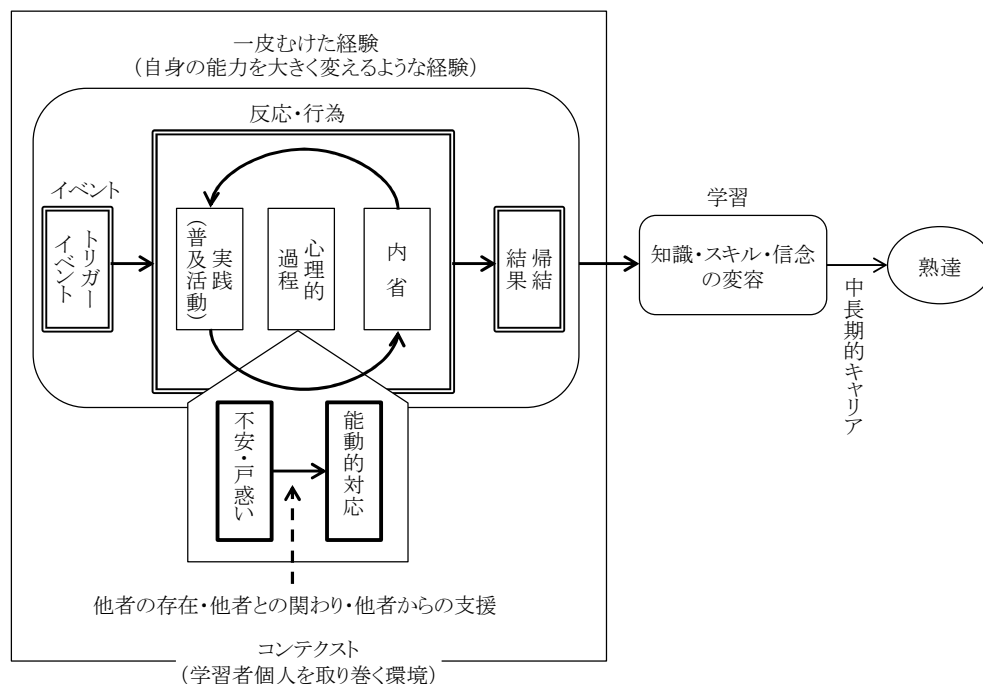 一皮むけた経験
（自身の能力を大きく変えるような経験）
反応・行為
イベント
トリガー
イベント
実践
（普及活動）
心理的
過程
内省
帰結
結果
学習
知識・スキル・信念
の変容
熟達
中長期的キャリア
不安・戸惑い
能動的対応
他者の存在・他者との関わり・他者からの支援
コンテクスト
（学習者個人を取り巻く環境）